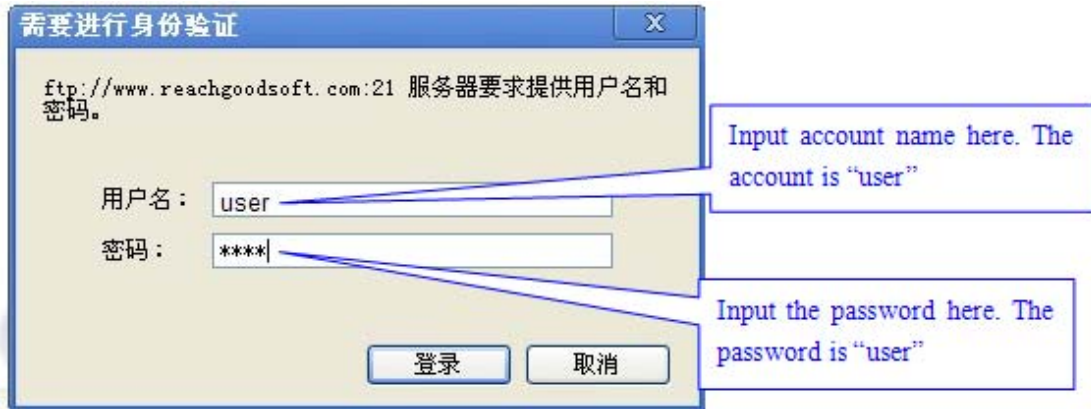 需要进行身份验证
X
ftp://www.reachgoodsoft.com:21 服务器要求提供用户名和
密码。
用户名：
user
密码：
****
登录
取消
Input account name here. The
account is “user”
Input the password here. The
password is “user”